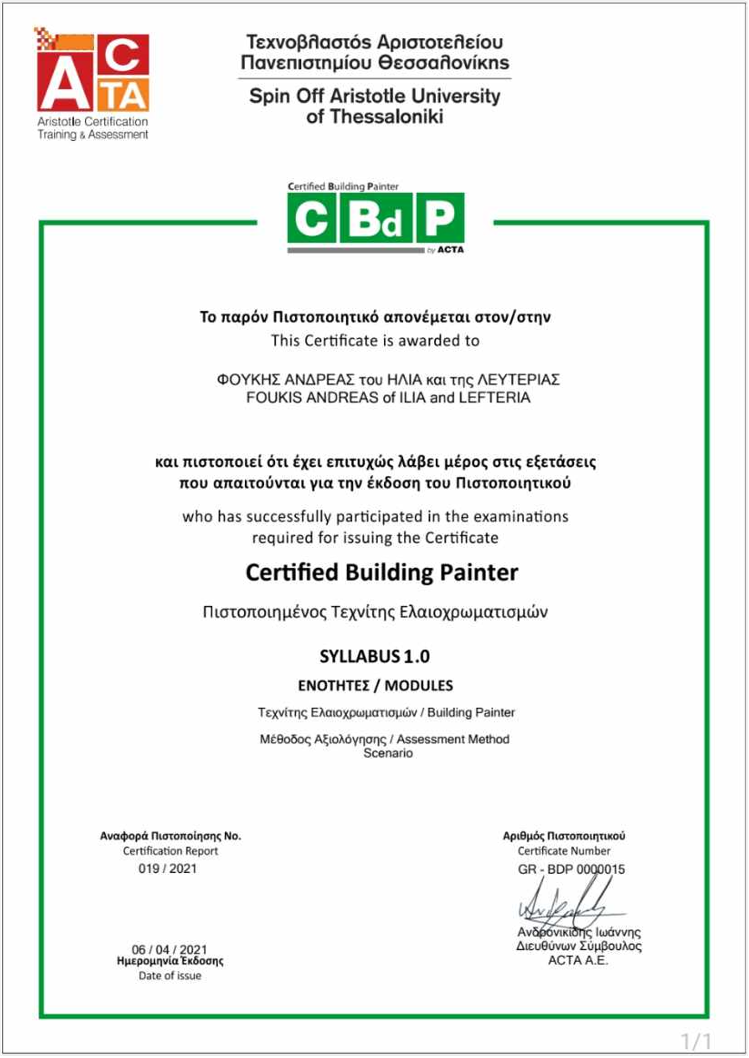 A C TA
Aristotle Certification
Training & Assessment
Τεχνοβλαστός Αριστοτελείου
Πανεπιστημίου Θεσσαλονίκης
Spin Off Aristotle University
of Thessaloniki
Certified Building Painter
C Bd P
by ACTA
Το παρόν Πιστοποιητικό απονέμεται στον/στην
This Certificate is awarded to
ΦΟΥΚΗΣ ΑΝΔΡΕΑΣ του ΗΛΙΑ και της ΛΕΥΤΕΡΙΑΣ
FOUKIS ANDREAS of ILIA and LEFTERIA
και πιστοποιεί ότι έχει επιτυχώς λάβει μέρος στις εξετάσεις
που απαιτούνται για την έκδοση του Πιστοποιητικού
who has successfully participated in the examinations
required for issuing the Certificate
Certified Building Painter
Πιστοποιημένος Τεχνίτης Ελαιοχρωματισμών
SYLLABUS 1.0
ΕΝΟΤΗΤΕΣ / MODULES
Τεχνίτης Ελαιοχρωματισμών / Building Painter
Μέθοδος Αξιολόγησης / Assessment Method
Scenario
Αναφορά Πιστοποίησης No.
Certification Report
019 / 2021
06 / 04 / 2021
Ημερομηνία Έκδοσης
Date of issue
Αριθμός Πιστοποιητικού
Certificate Number
GR - BDP 0000015
Ανδρονικίδης Ιωάννης
Διευθύνων Σύμβουλος
ACTA A.E.
1/1